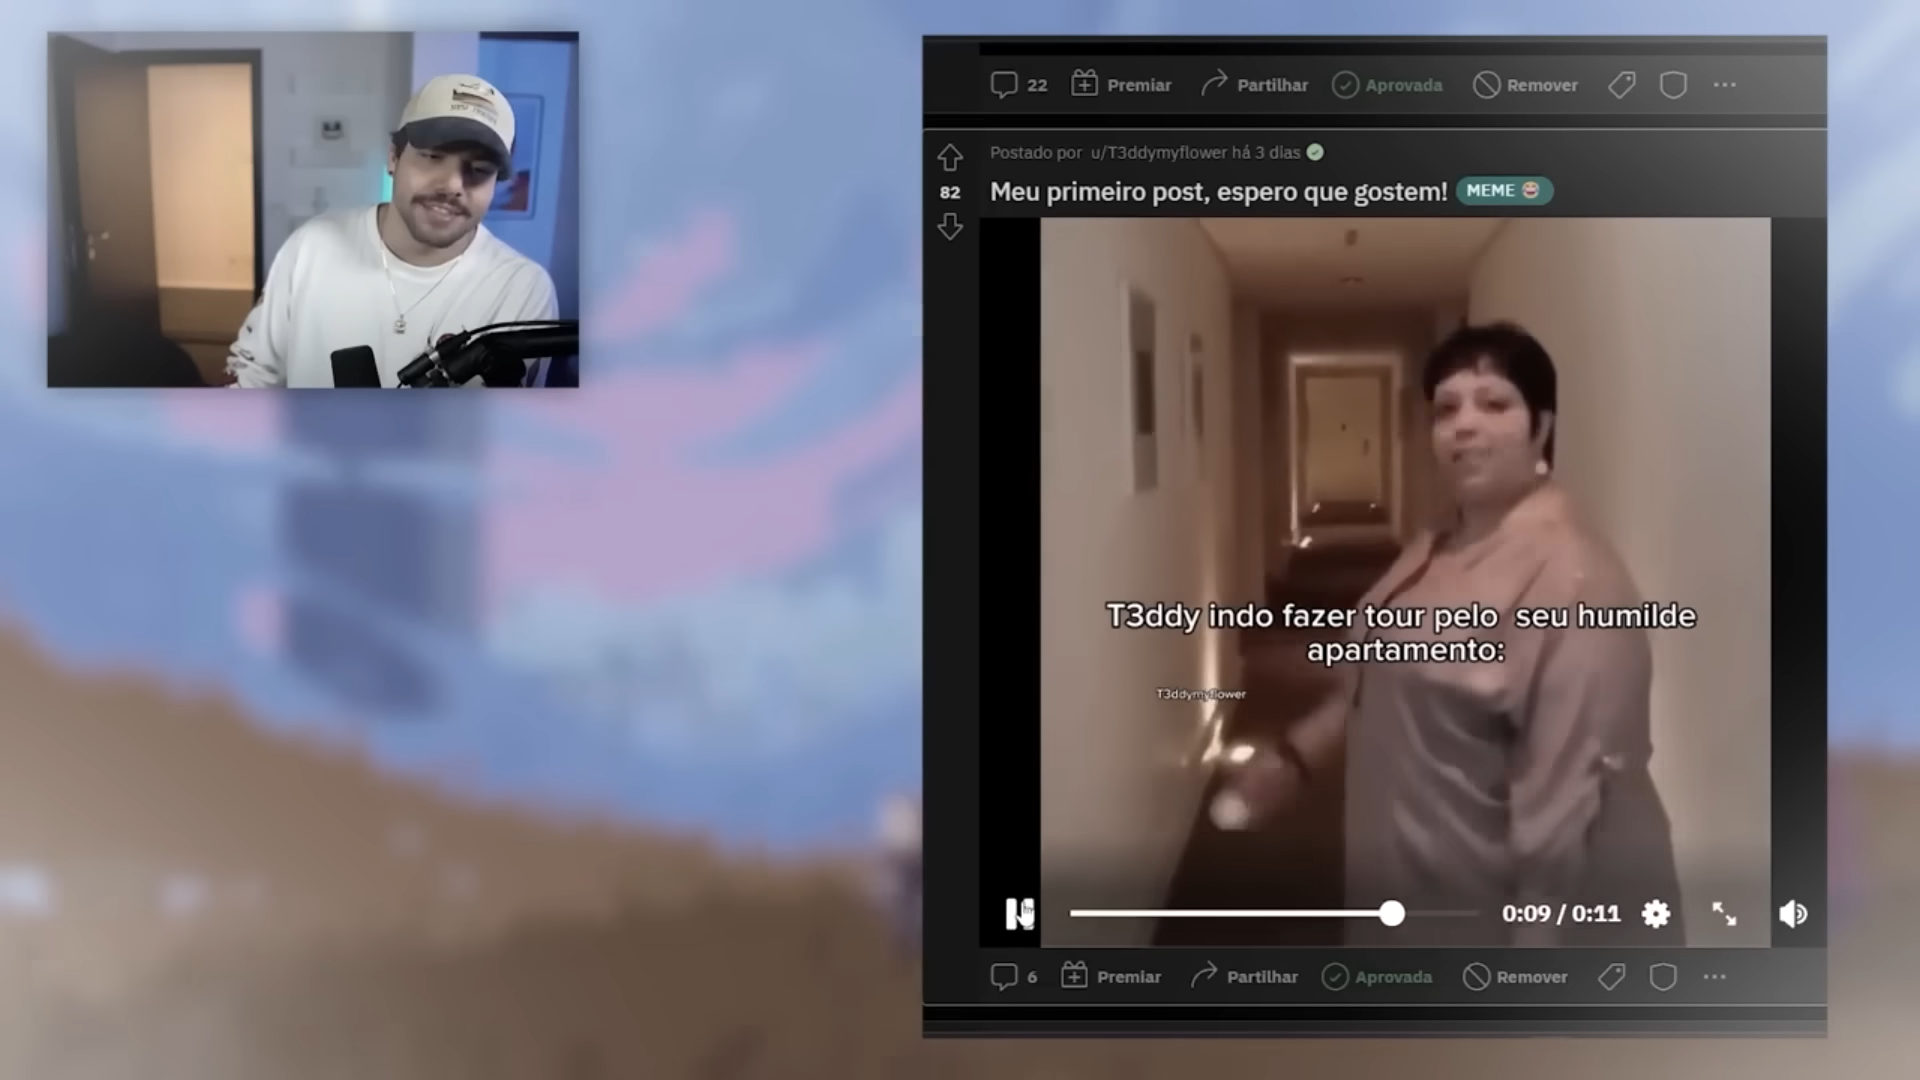 22 Premiar Partilhar Aprovada Remover
Postado por u/T3ddymyflower há 3 dias
82
Meu primeiro post, espero que gostem! MEME
T3ddy indo fazer tour pelo seu humilde
apartamento:
T3ddymyflower
0:09 / 0:11
6 Premiar Partilhar Aprovada Remover